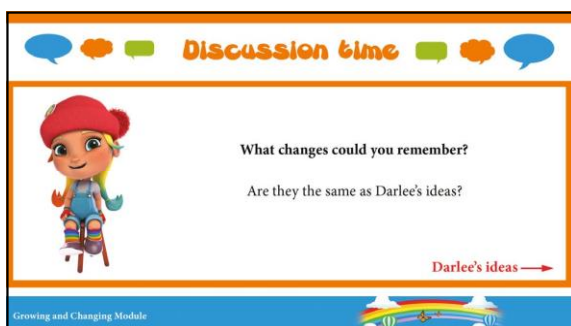 Discussion time
What changes could you remember?
Are they the same as Darlee's ideas?
Darlee's ideas
Growing and Changing Module